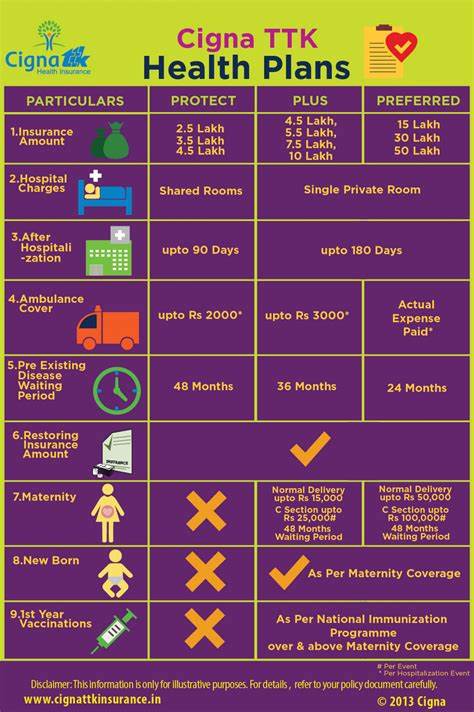 Cigna ttk
Health Insurance
Cigna TTK
Health Plans
PARTICULARS
PROTECT
PLUS
PREFERRED
1.Insurance
Amount
2.5 Lakh
3.5 Lakh
4.5 Lakh
4.5 Lakh,
5.5 Lakh,
7.5 Lakh,
10 Lakh
15 Lakh
30 Lakh
50 Lakh
2.Hospital
Charges
Shared Rooms
Single Private Room
3.After
Hospitali
-zation
upto 90 Days
upto 180 Days
4.Ambulance
Cover
upto Rs 2000*
upto Rs 3000*
Actual
Expense
Paid*
5.Pre Existing
Disease
Waiting
Period
48 Months
36 Months
24 Months
6.Restoring
Insurance
Amount
INSURANCE
7.Maternity
Normal Delivery
upto Rs 15,000
C Section upto
Rs 25,000#
48 Months
Waiting Period
Normal Delivery
upto Rs 50,000
C Section upto
Rs 100,000#
48 Months
Waiting Period
8.New Born
As Per Maternity Coverage
9.1st Year
Vaccinations
As Per National Immunization
Programme
over & above Maternity Coverage
# Per Event
* Per Hospitalization Event
Disclaimer: This information is only for illustrative purposes. For details , refer to your policy document carefully.
www.cignattkinsurance.in
© 2013 Cigna